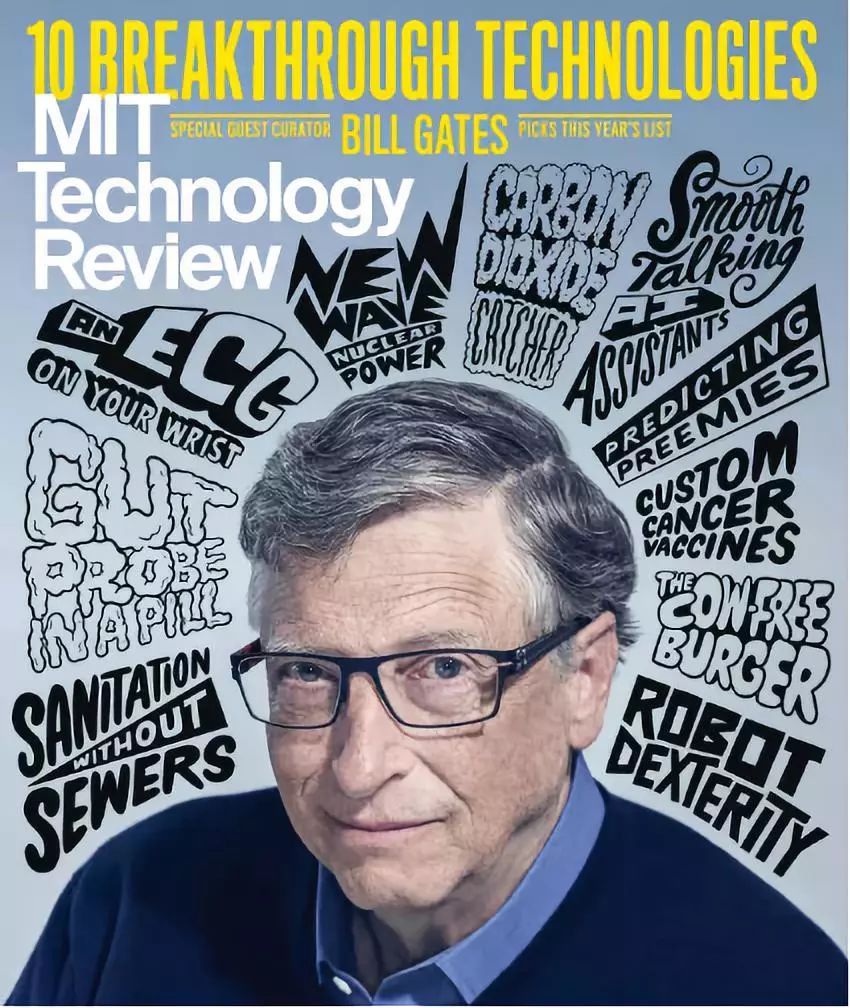 10 BREAKTHROUGH TECHNOLOGIES
MIT
Technology
Review
SPECIAL GUEST CURATOR BILL GATES PICKS THIS YEAR'S LIST
AN ECG
ON YOUR WRIST
GUT
PROBE
IN A PILL
SANITATION
WITHOUT
SEWERS
NEW
WAVE
NUCLEAR
POWER
CARBON
DIOXIDE
CATCHER
Smooth
Talking
AI
ASSISTANTS
PREDICTING
PREEMIES
CUSTOM
CANCER
VACCINES
THE
COW-FREE
BURGER
ROBOT
DEXTERITY